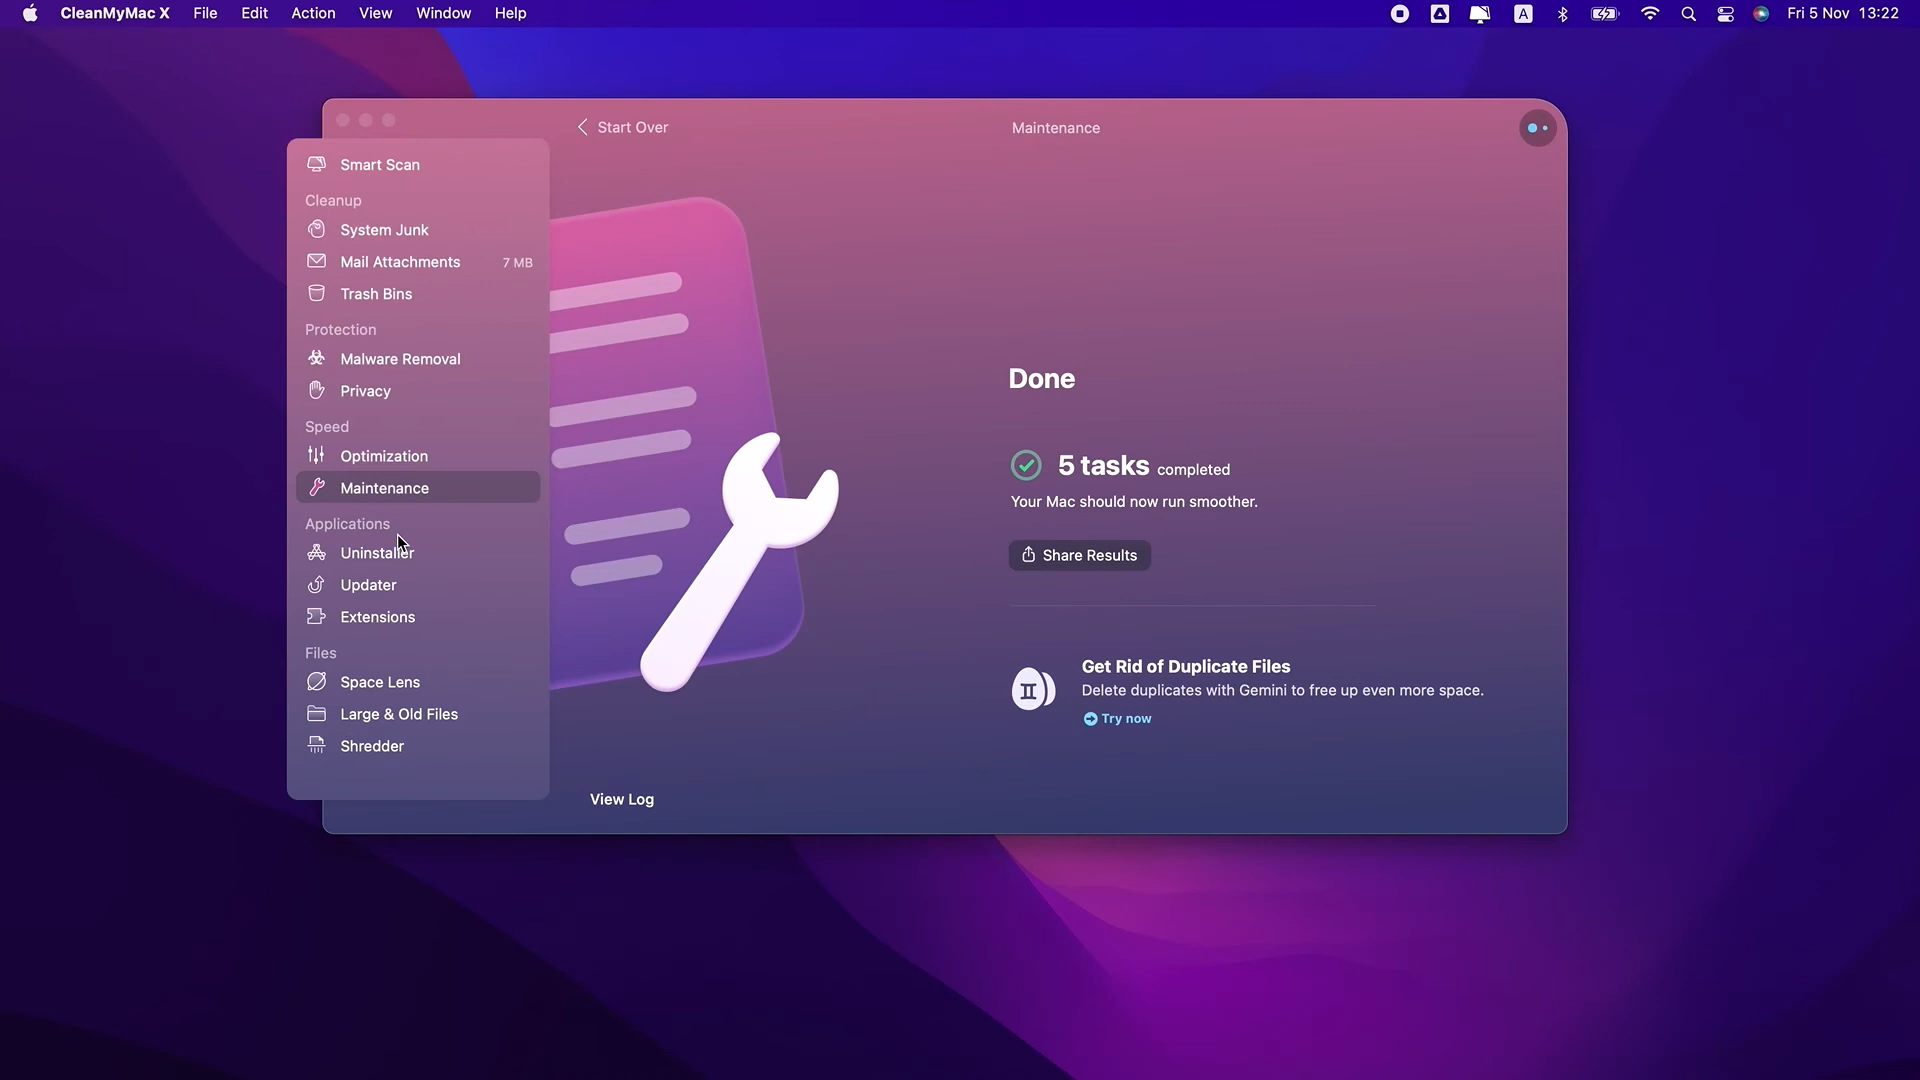 CleanMyMac X File Edit Action View Window Help A Fri 5 Nov 13:22
Start Over
Maintenance
Smart Scan
Cleanup
System Junk
Mail Attachments 7 MB
Trash Bins
Protection
Malware Removal
Privacy
Speed
Optimization
Maintenance
Applications
Uninstaller
Updater
Extensions
Files
Space Lens
Large & Old Files
Shredder
View Log
Done
5 tasks completed
Your Mac should now run smoother.
Share Results
Get Rid of Duplicate Files
Delete duplicates with Gemini to free up even more space.
Try now